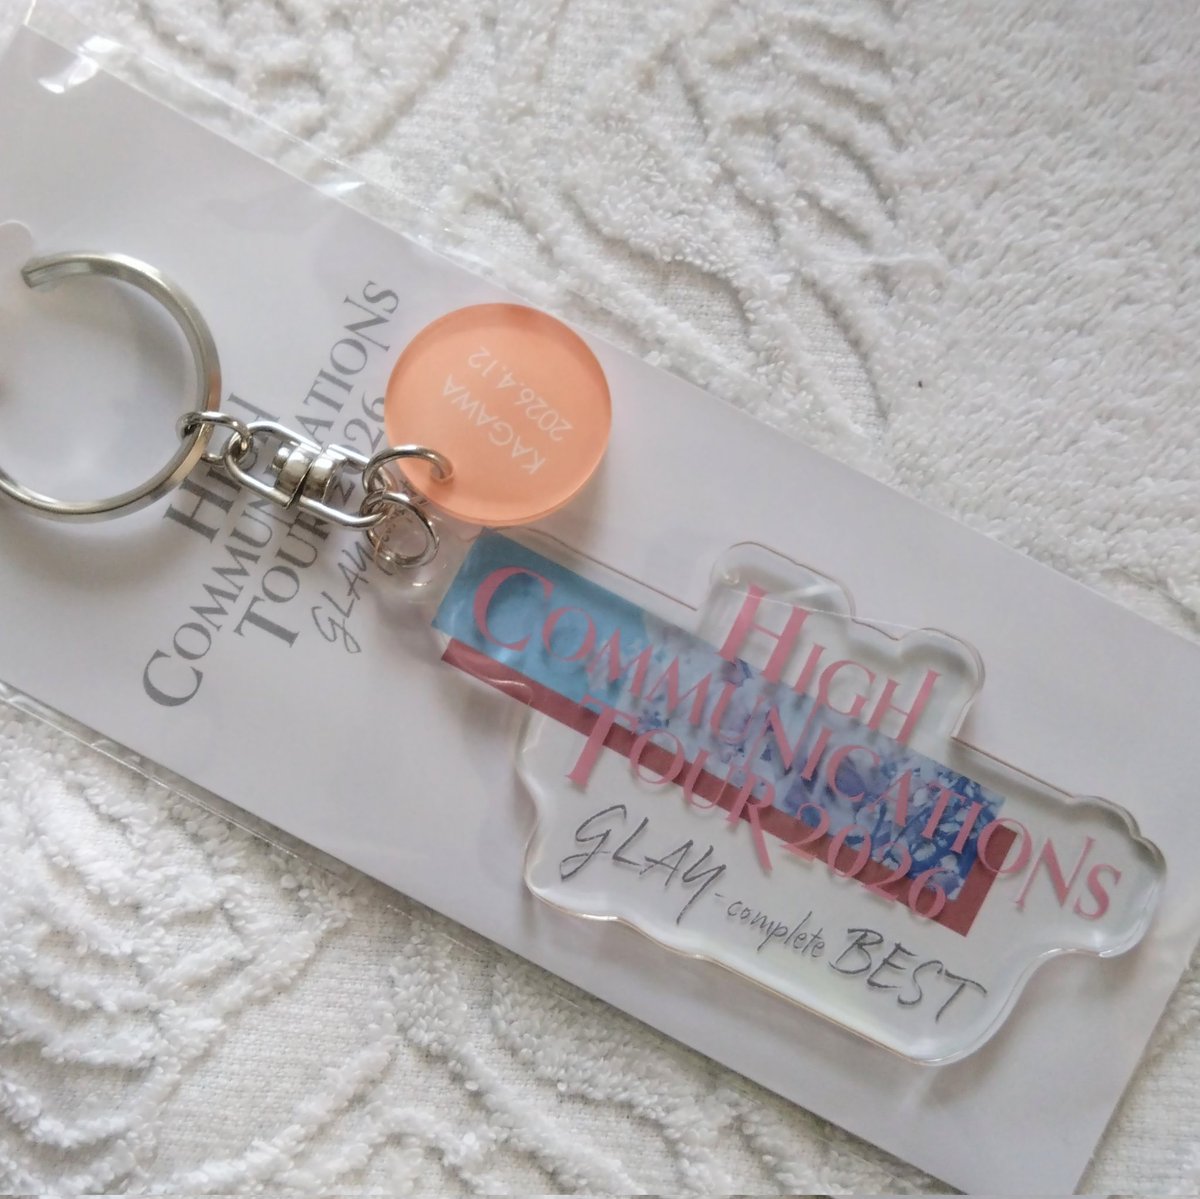 HIGH
COMMUNICATIONS
TOUR 2026
GLAY
KAGAWA
2026.4.12
HIGH
COMMUNICATIONS
TOUR 2026
GLAY-complete BEST